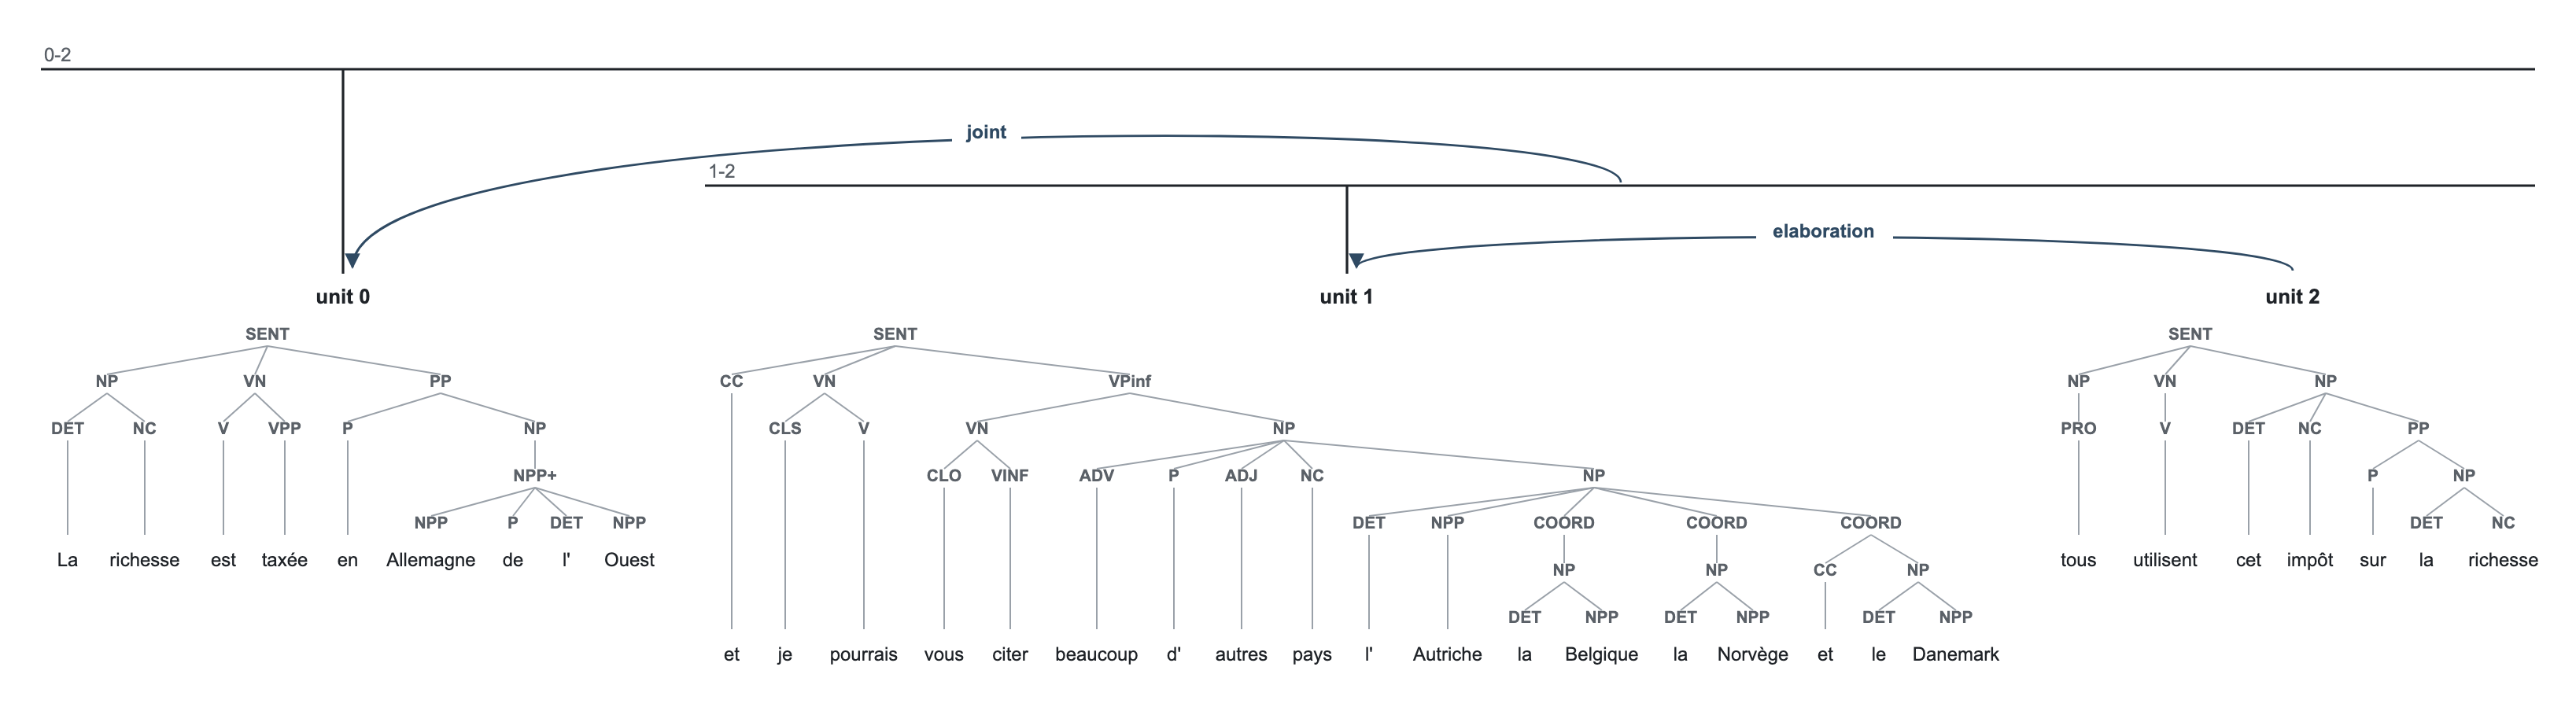 0-2
joint
1-2
elaboration
unit 0 unit 1 unit 2
SENT SENT SENT
NP VN PP CC VN VPinf NP VN NP
DET NC V VPP P NP CLS V VN NP PRO V DET NC PP
NPP+ CLO VINF ADV P ADJ NC NP P NP
NPP P DET NPP DET NPP COORD COORD COORD DET NC
La richesse est taxée en Allemagne de l' Ouest tous utilisent cet impôt sur la richesse
NP NP CC NP
DET NPP DET NPP DET NPP
et je pourrais vous citer beaucoup d' autres pays l' Autriche la Belgique la Norvège et le Danemark